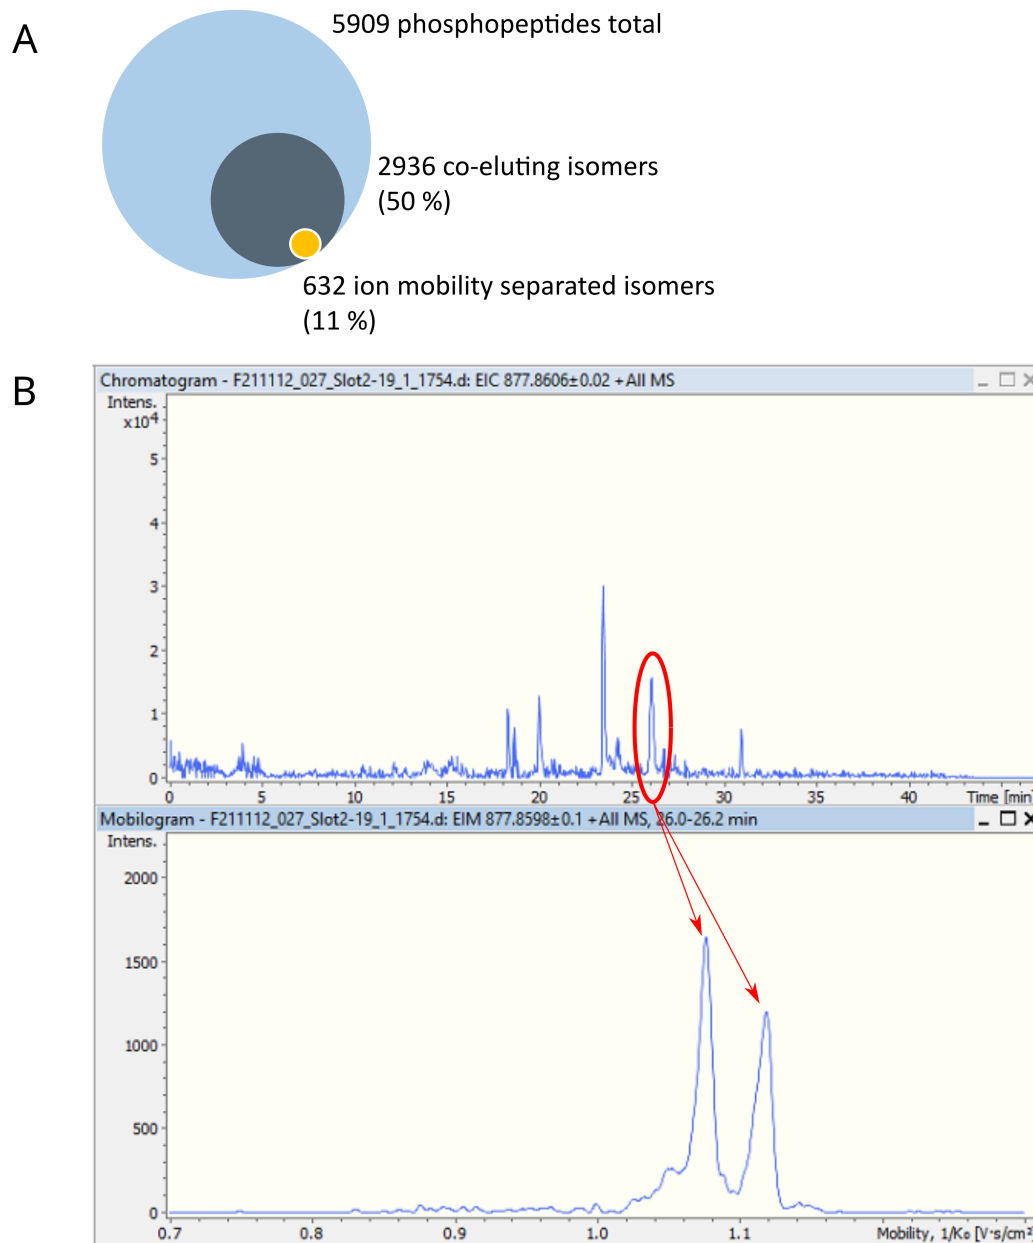 A
5909 phosphopeptides total
2936 co-eluting isomers
(50 %)
632 ion mobility separated isomers
(11 %)
B
Chromatogram - F211112_027_Slot2-19_1_1754.d: EIC 877.8606±0.02 +All MS
Intens.
x10⁴
5
4
3
2
1
0
0 5 10 15 20 25 30 35 40 Time [min]
Mobilogram - F211112_027_Slot2-19_1_1754.d: EIM 877.8598±0.1 +All MS, 26.0-26.2 min
Intens.
2000
1500
1000
500
0
0.7 0.8 0.9 1.0 1.1 Mobility, 1/K₀ [V·s/cm²]